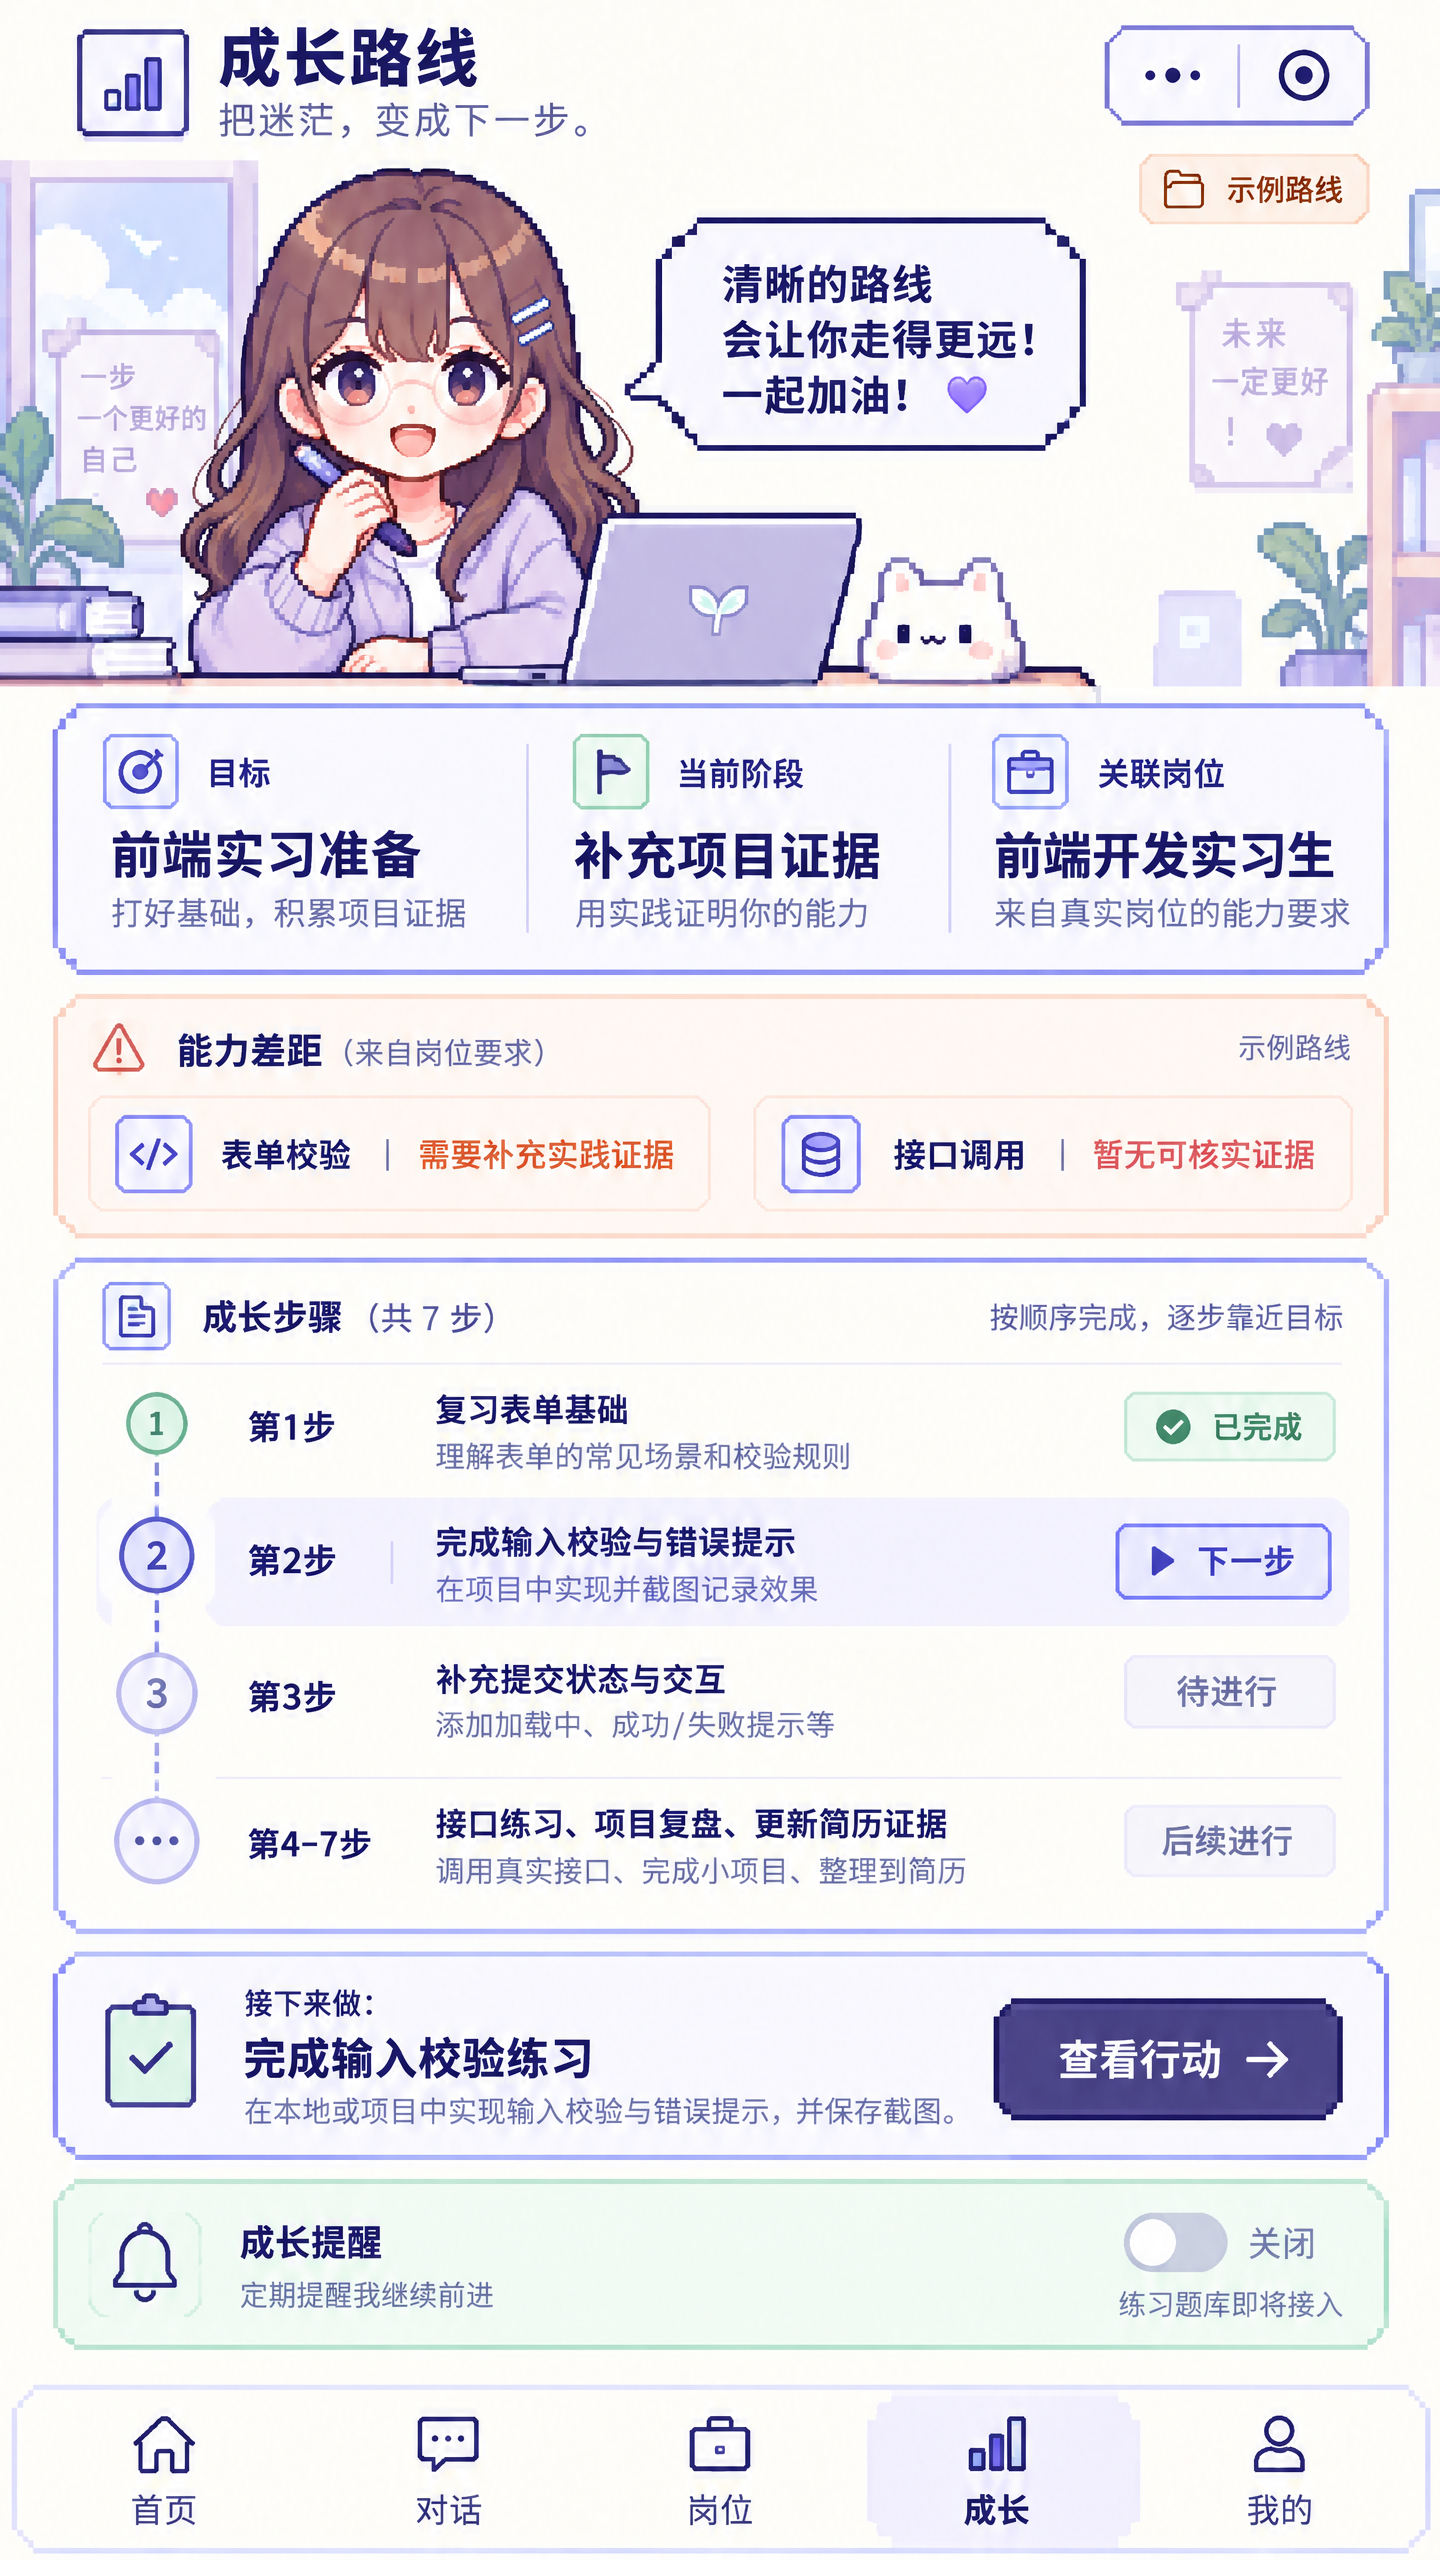 成长路线
把迷茫，变成下一步。
示例路线
清晰的路线
会让你走得更远！
一起加油！
一步
一个更好的
自己
未来
一定更好
！
目标
前端实习准备
打好基础，积累项目证据
当前阶段
补充项目证据
用实践证明你的能力
关联岗位
前端开发实习生
来自真实岗位的能力要求
能力差距（来自岗位要求）
示例路线
表单校验 | 需要补充实践证据
接口调用 | 暂无可核实证据
成长步骤（共 7 步）
按顺序完成，逐步靠近目标
1
第1步
复习表单基础
理解表单的常见场景和校验规则
已完成
2
第2步
完成输入校验与错误提示
在项目中实现并截图记录效果
下一步
3
第3步
补充提交状态与交互
添加加载中、成功/失败提示等
待进行
第4-7步
接口练习、项目复盘、更新简历证据
调用真实接口、完成小项目、整理到简历
后续进行
接下来做：
完成输入校验练习
在本地或项目中实现输入校验与错误提示，并保存截图。
查看行动 →
成长提醒
定期提醒我继续前进
关闭
练习题库即将接入
首页
对话
岗位
成长
我的